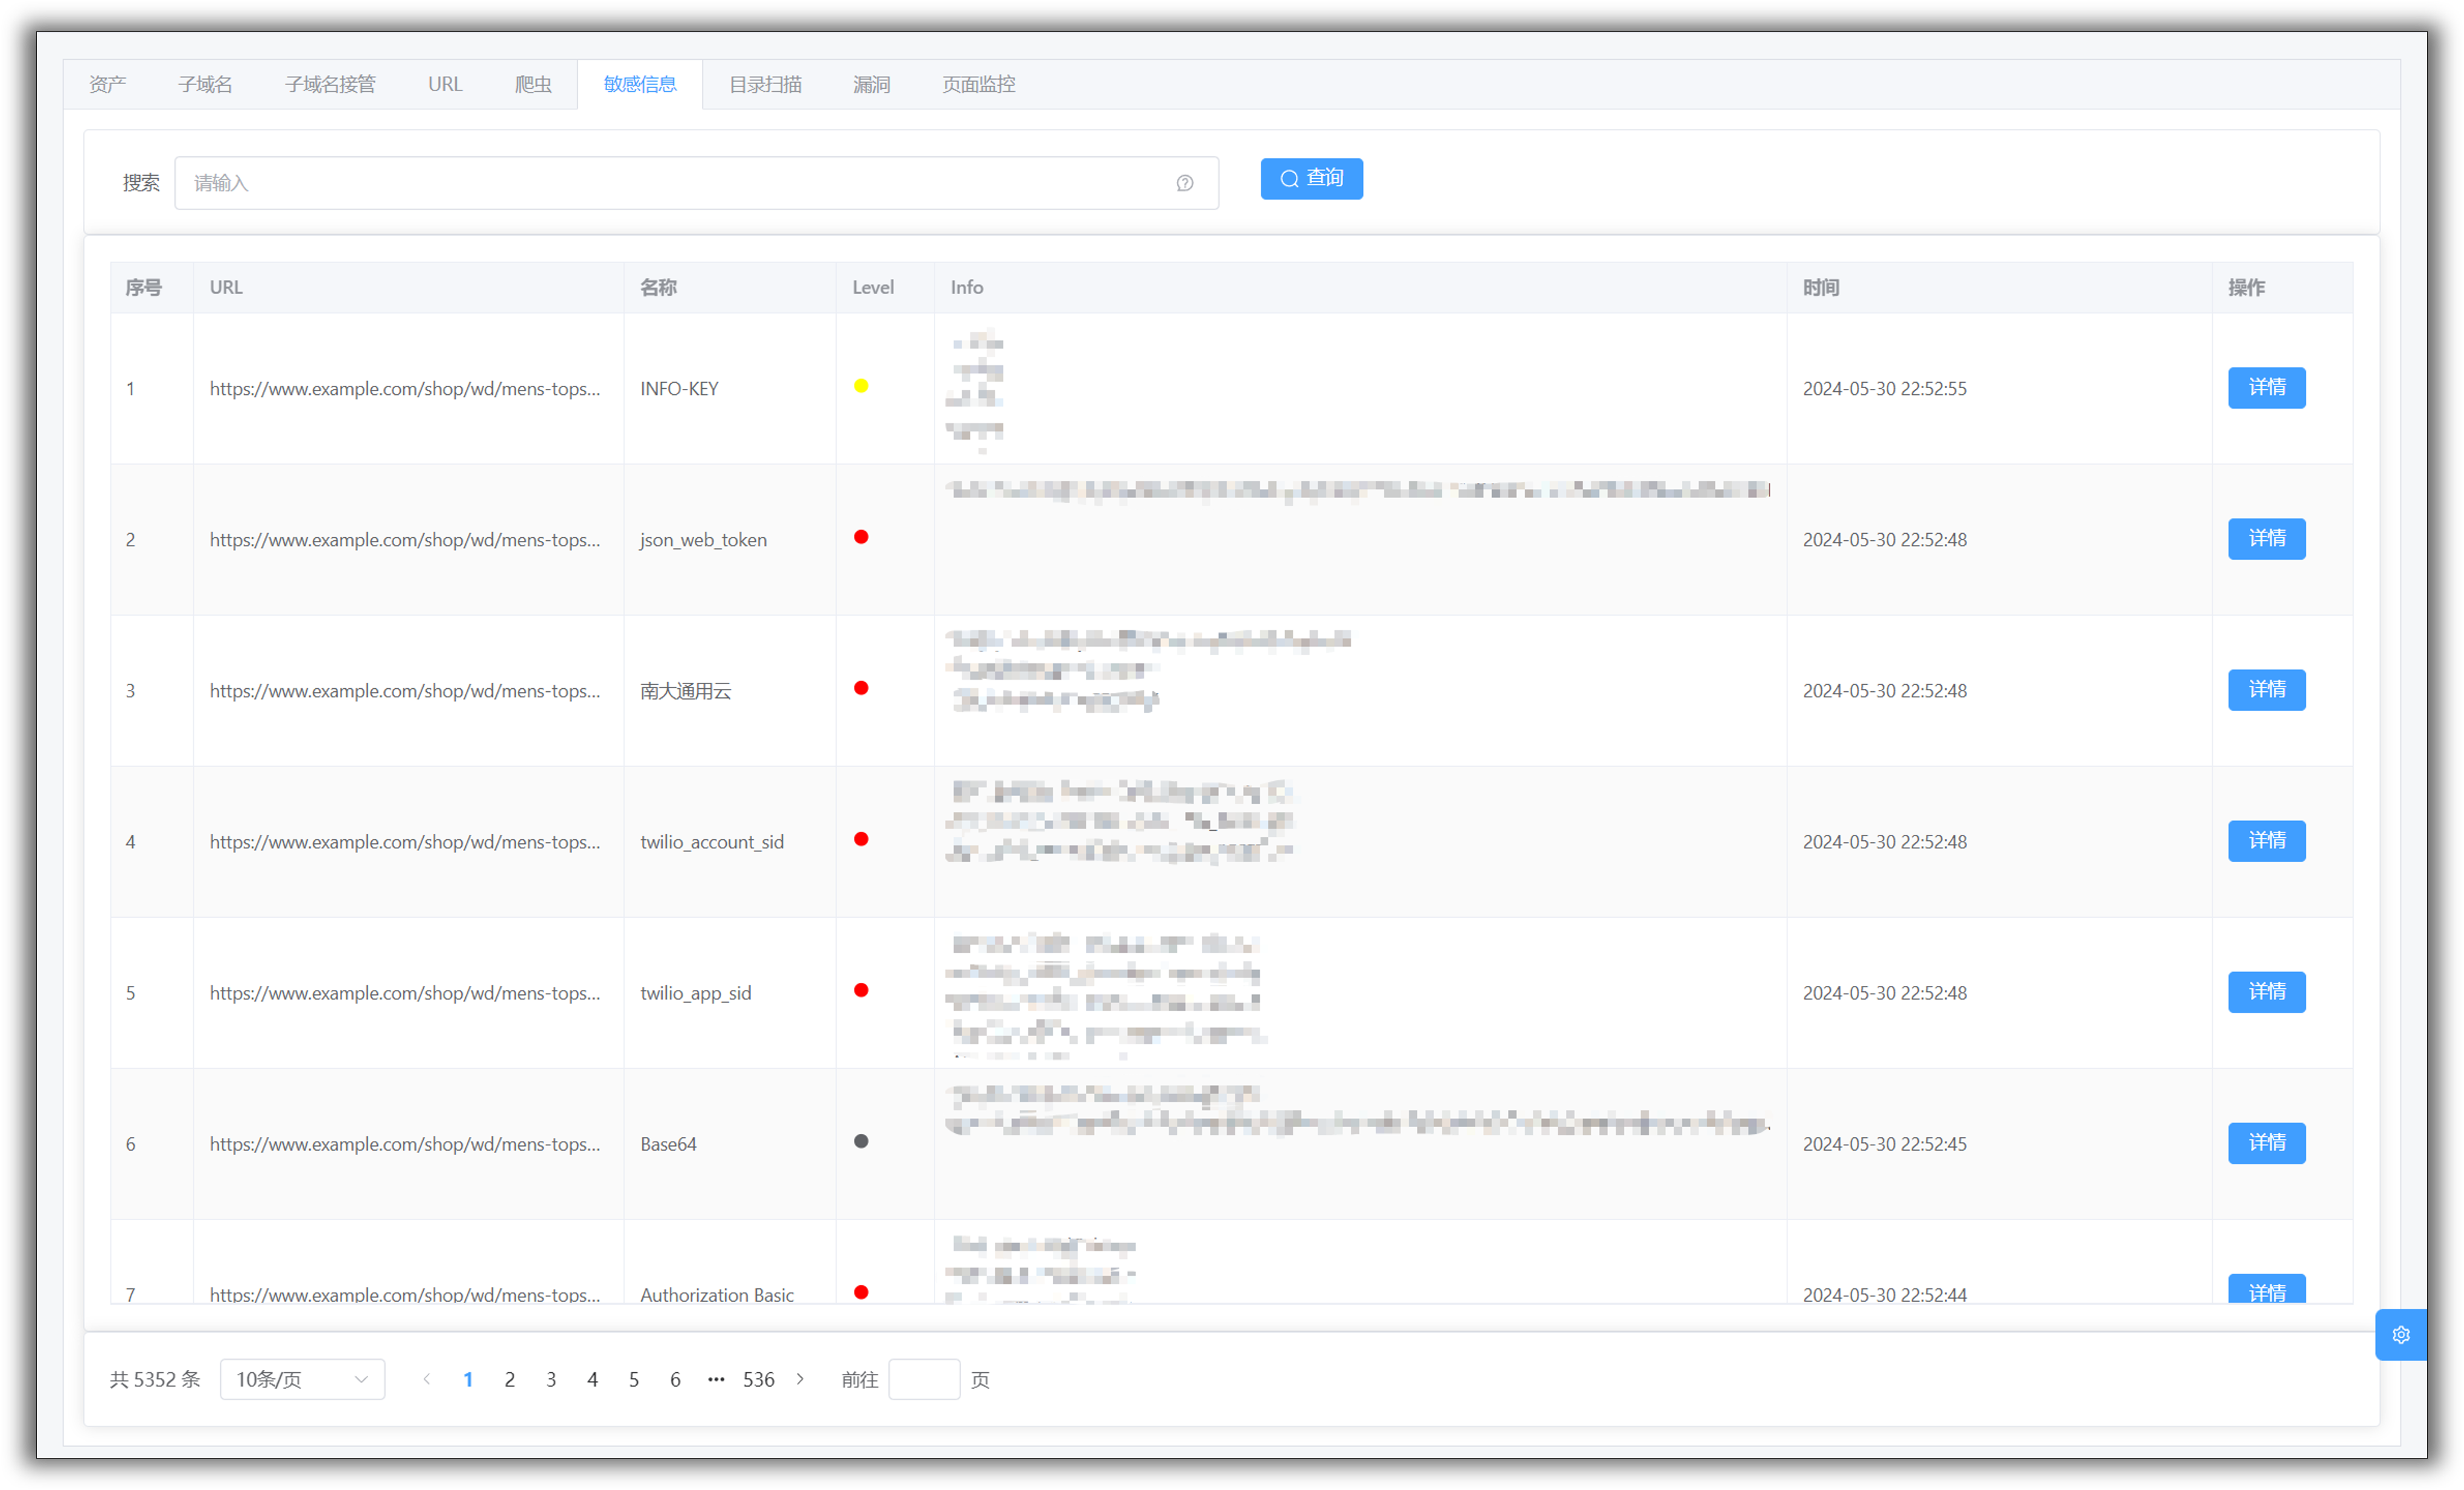 资产 子域名 子域名接管 URL 爬虫 敏感信息 目录扫描 漏洞 页面监控
搜索 请输入 查询
序号 URL 名称 Level Info 时间 操作
1 https://www.example.com/shop/wd/mens-tops... INFO-KEY 2024-05-30 22:52:55 详情
2 https://www.example.com/shop/wd/mens-tops... json_web_token 2024-05-30 22:52:48 详情
3 https://www.example.com/shop/wd/mens-tops... 南大通用云 2024-05-30 22:52:48 详情
4 https://www.example.com/shop/wd/mens-tops... twilio_account_sid 2024-05-30 22:52:48 详情
5 https://www.example.com/shop/wd/mens-tops... twilio_app_sid 2024-05-30 22:52:48 详情
6 https://www.example.com/shop/wd/mens-tops... Base64 2024-05-30 22:52:45 详情
7 https://www.example.com/shop/wd/mens-tops... Authorization Basic 2024-05-30 22:52:44 详情
共 5352 条 10条/页 1 2 3 4 5 6 ••• 536 前往 页